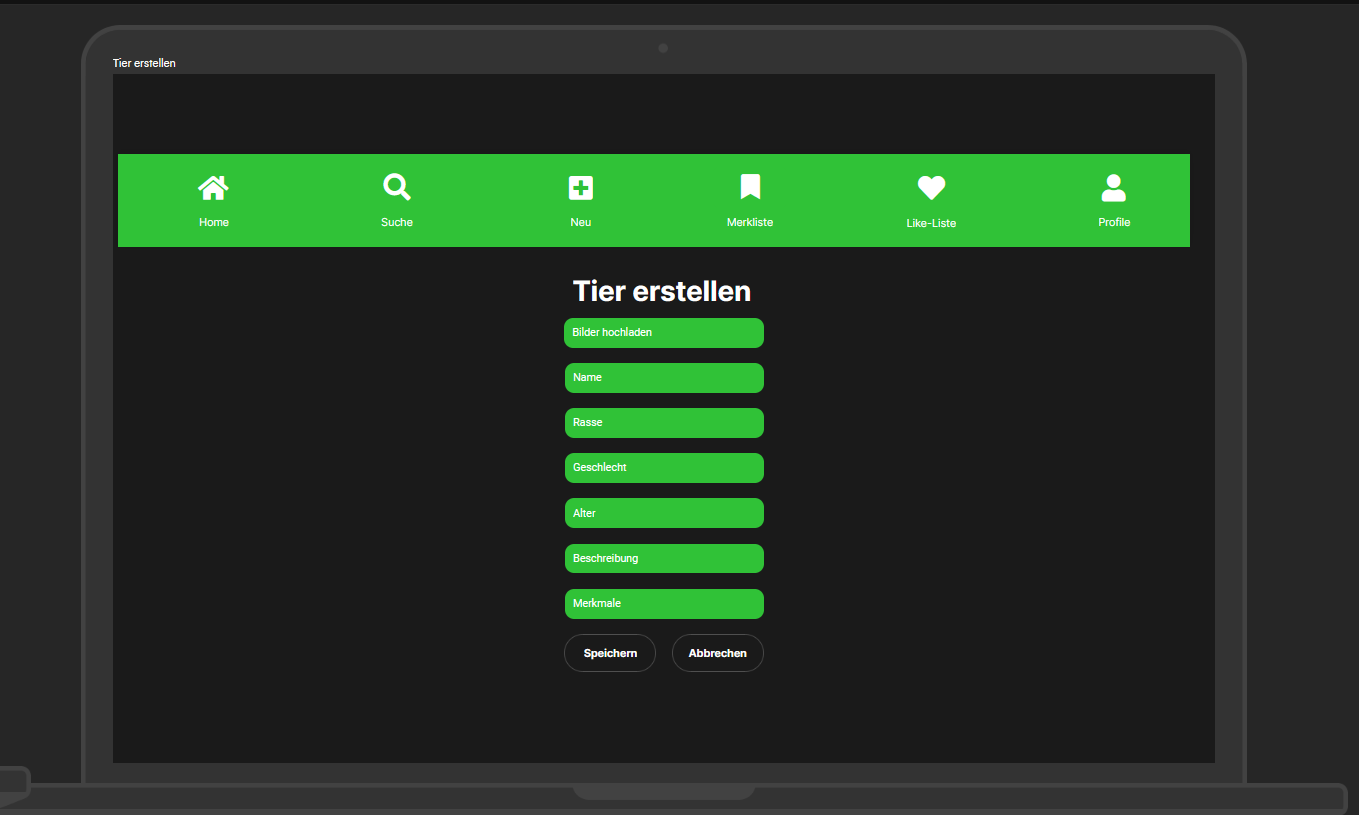 Tier erstellen
Home Suche Neu Merkliste Like-Liste Profile
Tier erstellen
Bilder hochladen
Name
Rasse
Geschlecht
Alter
Beschreibung
Merkmale
Speichern Abbrechen